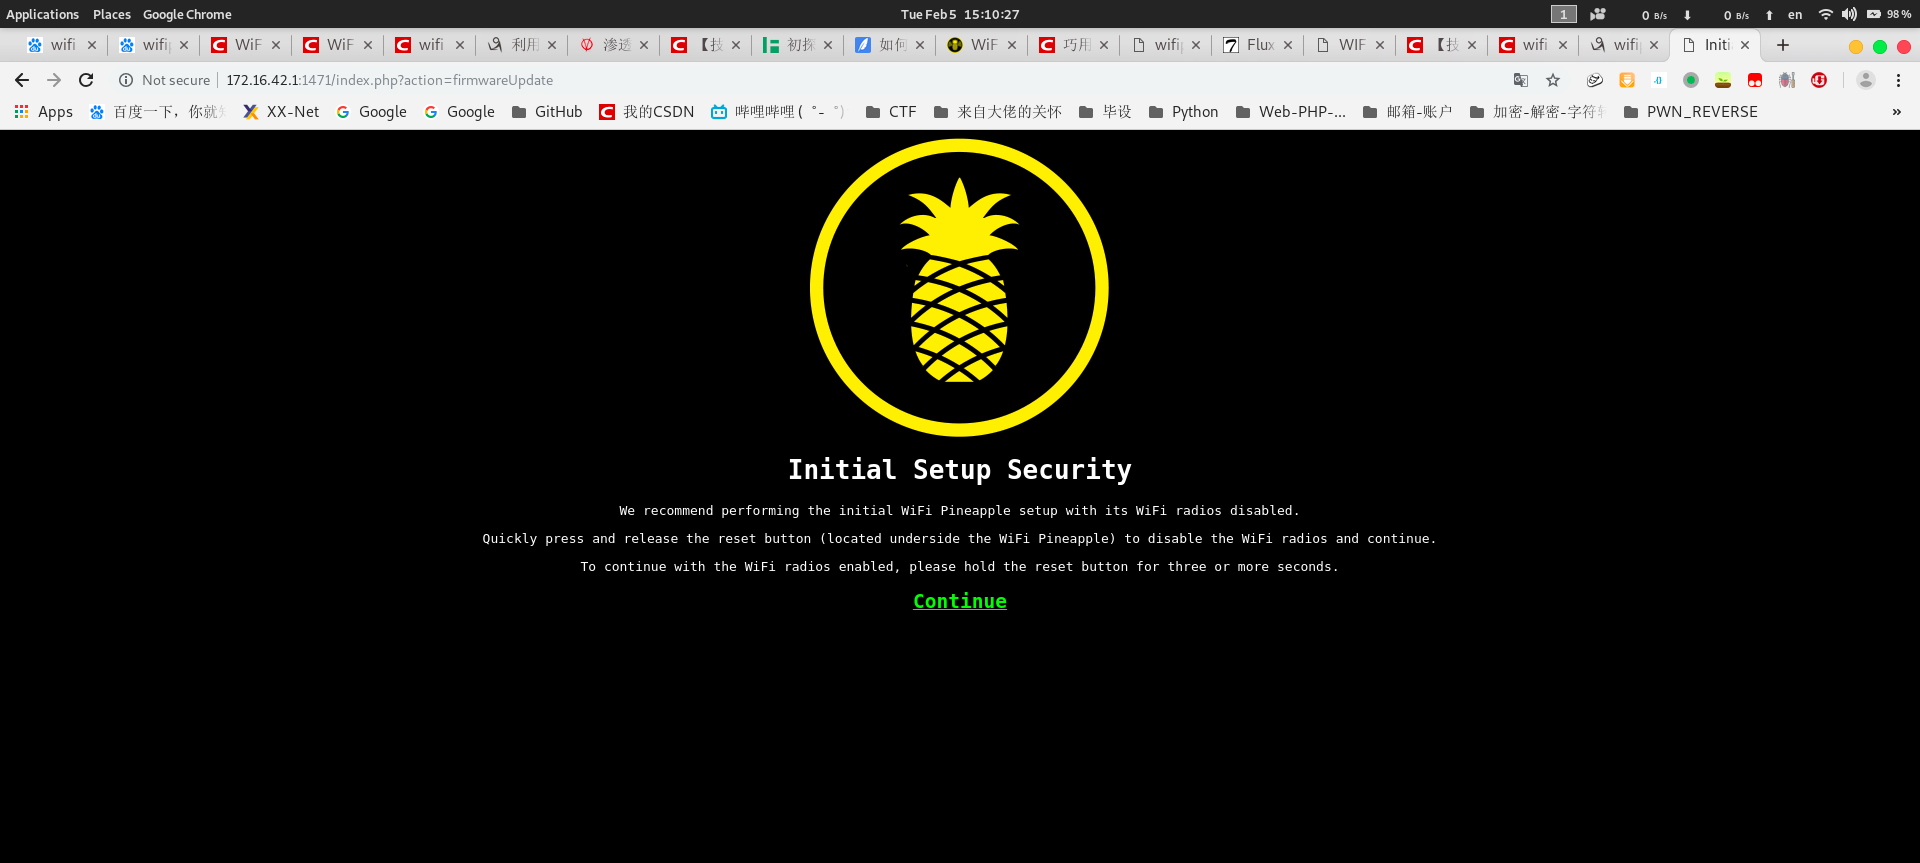 Applications Places Google Chrome Tue Feb 5 15:10:27 1 0 B/s 0 B/s en 98 %
wifi wifi WiF WiF wifi 利用 渗透 【技 初探 如何 WiF 巧用 wifi Flux WIF 【技 wifi wifi Initi
Not secure 172.16.42.1:1471/index.php?action=firmwareUpdate
Apps 百度一下，你就知 XX-Net Google Google GitHub 我的CSDN 哔哩哔哩 ( ゜- ゜) CTF 来自大佬的关怀 毕设 Python Web-PHP-... 邮箱-账户 加密-解密-字符 PWN_REVERSE »
Initial Setup Security
We recommend performing the initial WiFi Pineapple setup with its WiFi radios disabled.
Quickly press and release the reset button (located underside the WiFi Pineapple) to disable the WiFi radios and continue.
To continue with the WiFi radios enabled, please hold the reset button for three or more seconds.
Continue